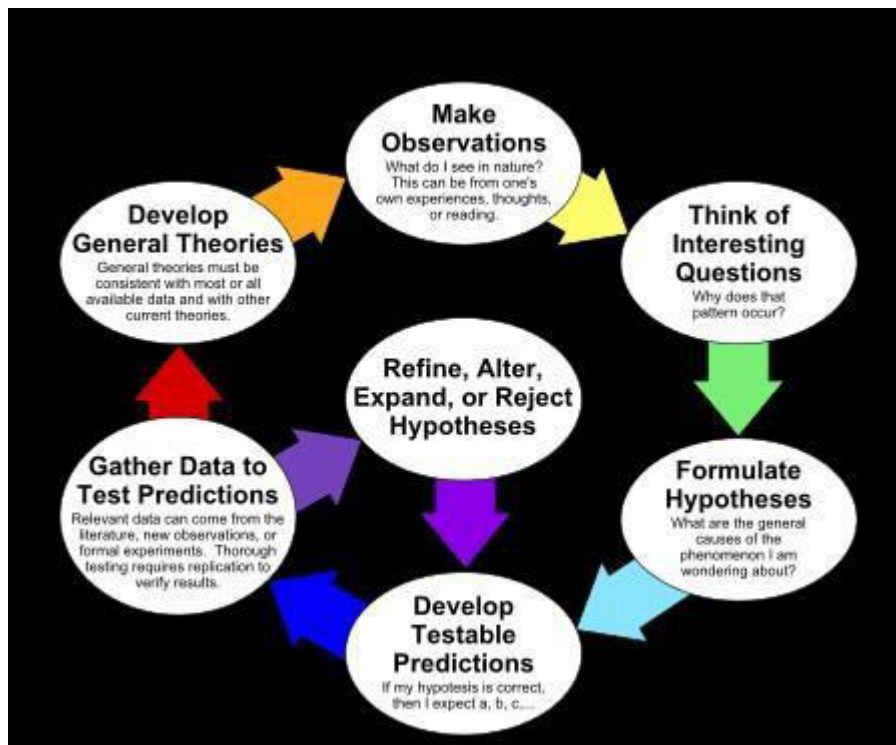 Make
Observations
What do I see in nature?
This can be from one's
own experiences, thoughts,
or reading.
Think of
Interesting
Questions
Why does that
pattern occur?
Formulate
Hypotheses
What are the general
causes of the
phenomenon I am
wondering about?
Develop
Testable
Predictions
If my hypotesis is correct,
then I expect a, b, c,...
Gather Data to
Test Predictions
Relevant data can come from the
literature, new observations, or
formal experiments. Thorough
testing requires replication to
verify results.
Refine, Alter,
Expand, or Reject
Hypotheses
Develop
General Theories
General theories must be
consistent with most or all
available data and with other
current theories.